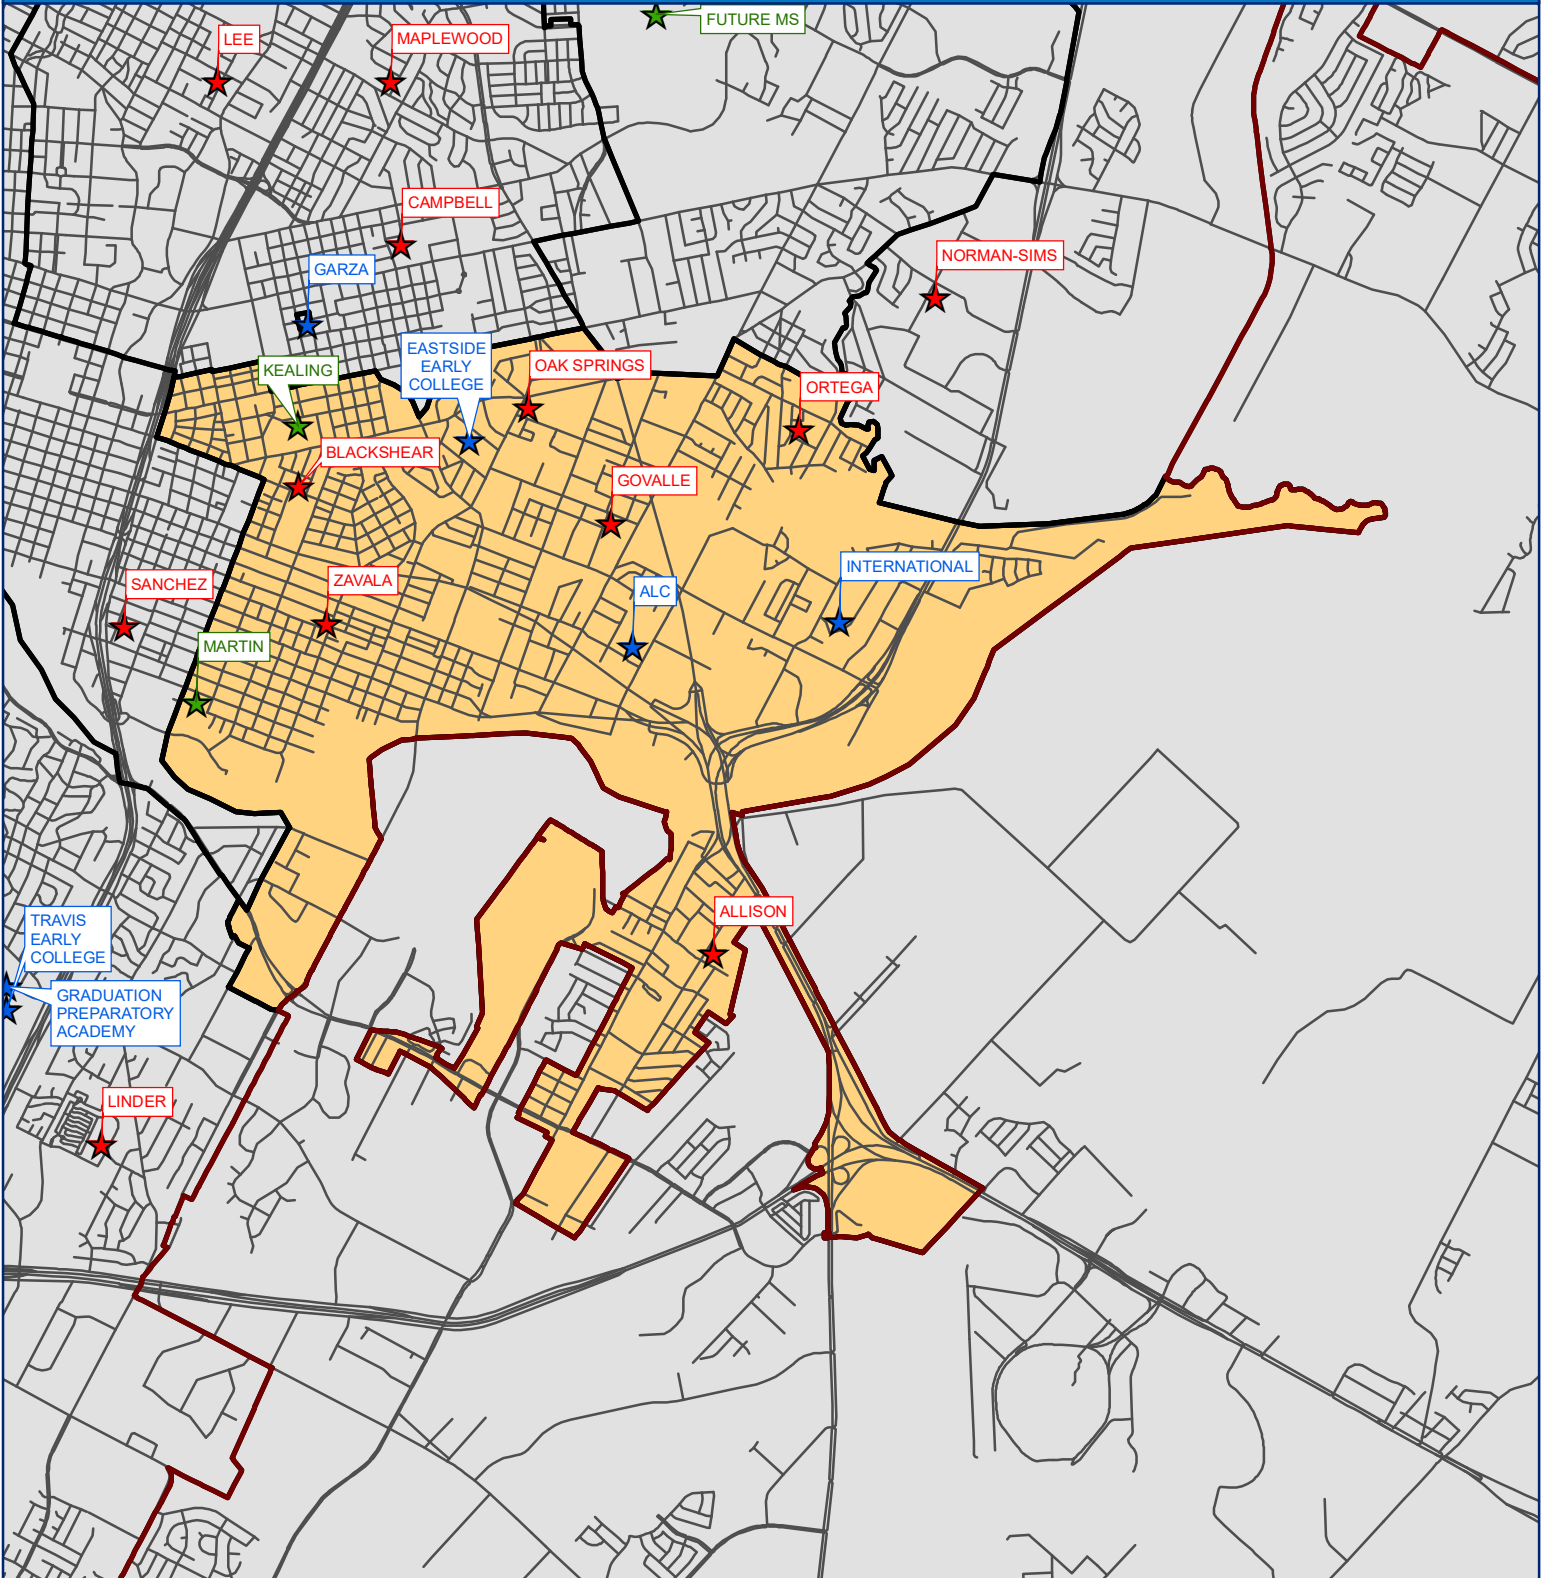 FUTURE MS
LEE
MAPLEWOOD
CAMPBELL
NORMAN-SIMS
GARZA
EASTSIDE
EARLY
COLLEGE
KEALING
OAK SPRINGS
ORTEGA
BLACKSHEAR
GOVALLE
INTERNATIONAL
SANCHEZ
ZAVALA
ALC
MARTIN
ALLISON
TRAVIS
EARLY
COLLEGE
GRADUATION
PREPARATORY
ACADEMY
LINDER